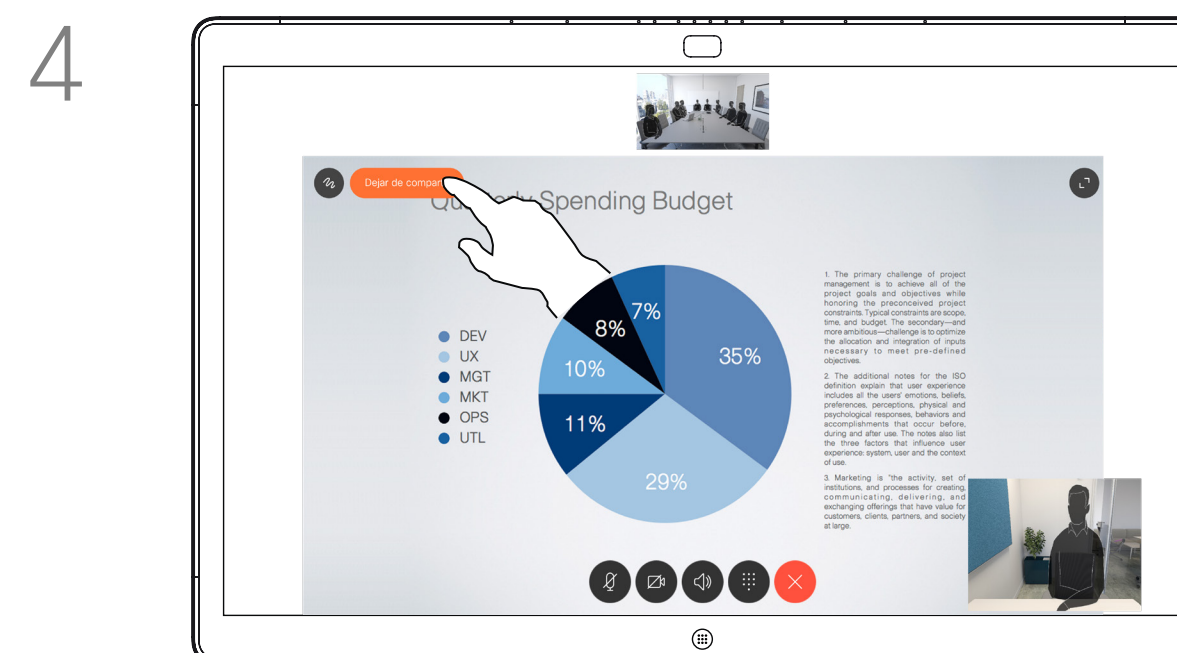 4
Dejar de
Spending Budget
DEV
UX
MGT
MKT
OPS
UTL
7%
8%
35%
10%
11%
29%
1. The primary challenge of project
management is to achieve all of the
project goals and objectives while
honoring the preconceived project
constraints. Typical constraints are scope,
time, and budget. The secondary—and
more ambitious—challenge is to optimize
the allocation and integration of inputs
necessary to meet pre-defined
objectives.
2. The additional notes for the ISO
definition explain that user experience
includes all the users' emotions, beliefs,
preferences, perceptions, physical and
psychological responses, behaviors and
accomplishments that occur before,
during and after use. The notes also list
the three factors that influence user
experience: system, user and the context
of use.
3. Marketing is "the activity, set of
institutions, and processes for creating,
communicating, delivering, and
exchanging offerings that have value for
customers, clients, partners, and society
at large.